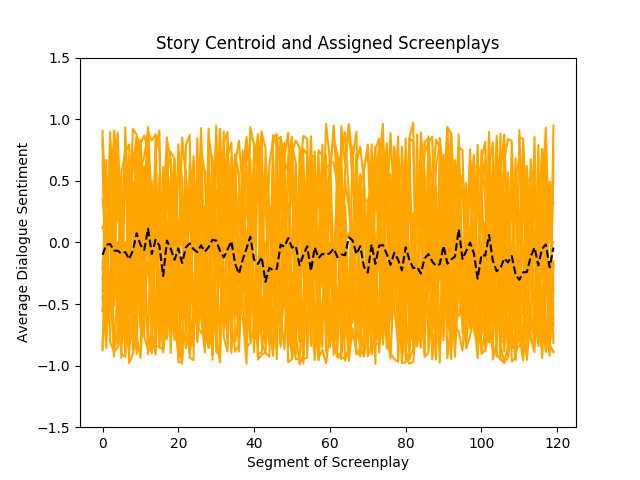 Story Centroid and Assigned Screenplays
1.5
1.0
0.5
0.0
−0.5
−1.0
−1.5
Average Dialogue Sentiment
0 20 40 60 80 100 120
Segment of Screenplay